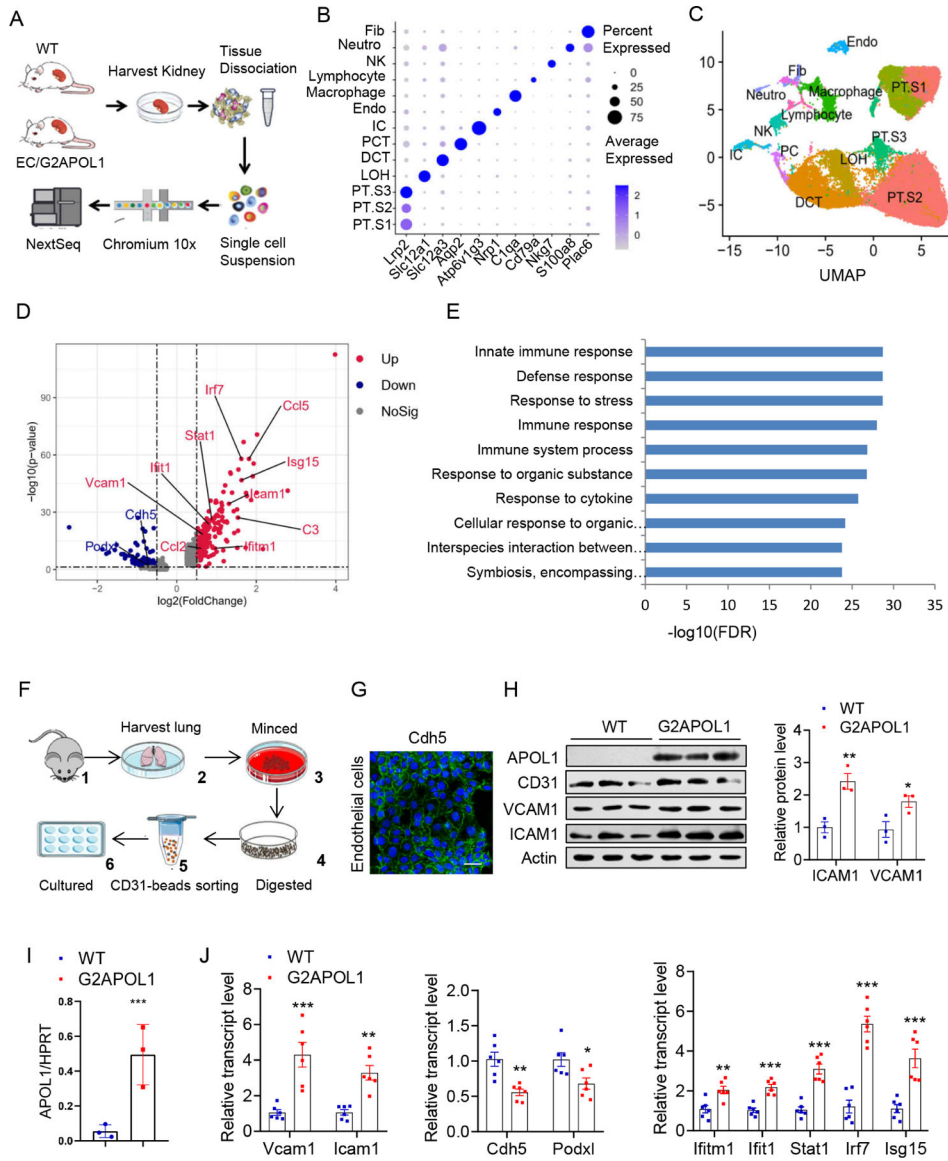 A
WT
EC/G2APOL1
Harvest Kidney
Tissue
Dissociation
Single cell
Suspension
Chromium 10x
NextSeq
B
Fib
Neutro
NK
Lymphocyte
Macrophage
Endo
IC
PCT
DCT
LOH
PT.S3
PT.S2
PT.S1
Lrp2
Slc12a1
Slc12a3
Aqp2
Atp6v1g3
Nrp1
C1qa
Cd79a
Nkg7
S100a8
Plac6
Percent
Expressed
0
25
50
75
Average
Expressed
2
1
0
C
10
5
0
−5
−15
−10
−5
0
5
UMAP
Endo
Fib
Neutro
Macrophage
Lymphocyte
NK
IC
PC
PT.S1
PT.S3
LOH
DCT
PT.S2
D
−log10(p−value)
90
60
30
0
−2
0
2
4
log2(FoldChange)
Irf7
Ccl5
Stat1
Isg15
Ifit1
Vcam1
Icam1
Cdh5
C3
Podxl
Ccl2
Ifitm1
Up
Down
NoSig
E
Innate immune response
Defense response
Response to stress
Immune response
Immune system process
Response to organic substance
Response to cytokine
Cellular response to organic…
Interspecies interaction between…
Symbiosis, encompassing…
0 5 10 15 20 25 30 35
-log10(FDR)
F
Harvest lung
Minced
1
2
3
4
5
6
Cultured
CD31-beads sorting
Digested
G
Cdh5
Endothelial cells
H
WT
G2APOL1
APOL1
CD31
VCAM1
ICAM1
Actin
WT
G2APOL1
Relative protein level
4
3
2
1
0
**
*
ICAM1
VCAM1
I
WT
G2APOL1
APOL1/HPRT
0.8
0.6
0.4
0.2
0.0
***
J
WT
G2APOL1
Relative transcript level
8
6
4
2
0
***
**
Vcam1
Icam1
Relative transcript level
2.0
1.5
1.0
0.5
0.0
**
*
Cdh5
Podxl
Relative transcript level
8
6
4
2
0
**
***
***
***
***
Ifitm1
Ifit1
Stat1
Irf7
Isg15